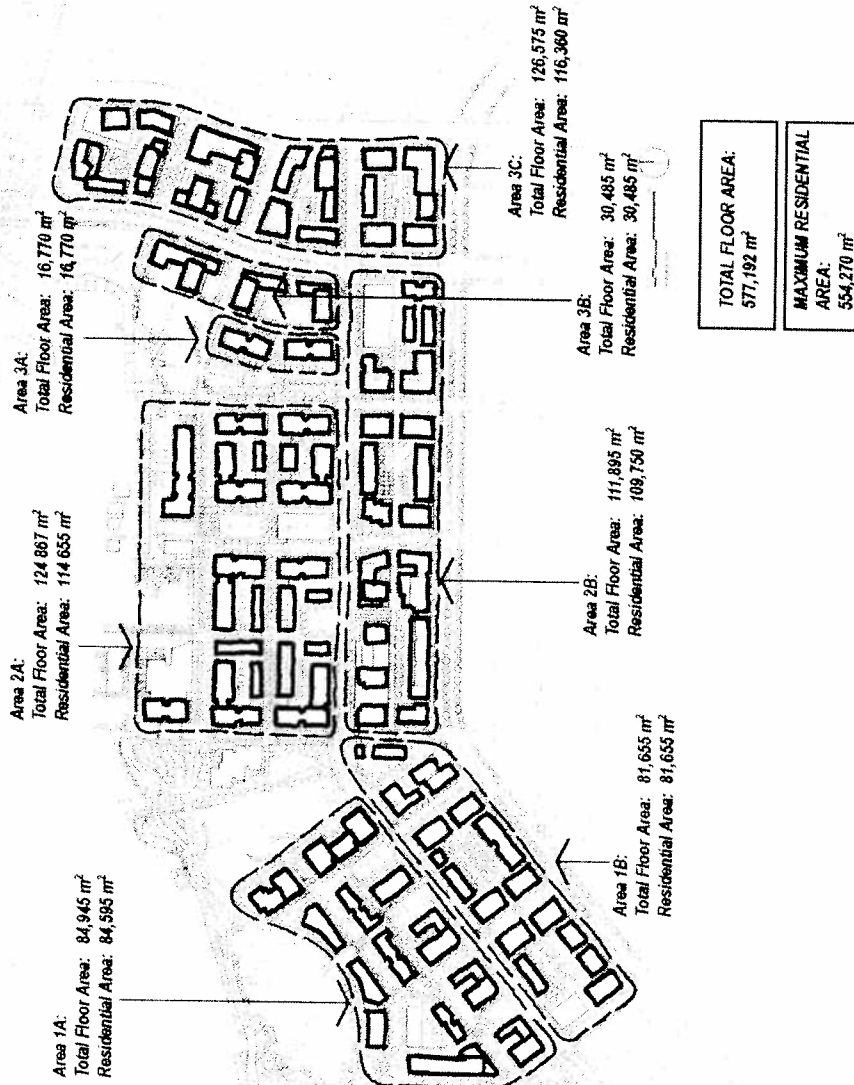 Area 1A:
Total Floor Area: 84,945 m²
Residential Area: 84,595 m²
Area 2A:
Total Floor Area: 124 867 m²
Residential Area: 114 655 m²
Area 3A:
Total Floor Area: 16,770 m²
Residential Area: 16,770 m²
Area 1B:
Total Floor Area: 81,655 m²
Residential Area: 81,655 m²
Area 2B:
Total Floor Area: 111,895 m²
Residential Area: 109,750 m²
Area 3B:
Total Floor Area: 30,485 m²
Residential Area: 30,485 m²
Area 3C:
Total Floor Area: 126,575 m²
Residential Area: 116,360 m²
TOTAL FLOOR AREA:
577,192 m²
MAXIMUM RESIDENTIAL
AREA:
554,270 m²